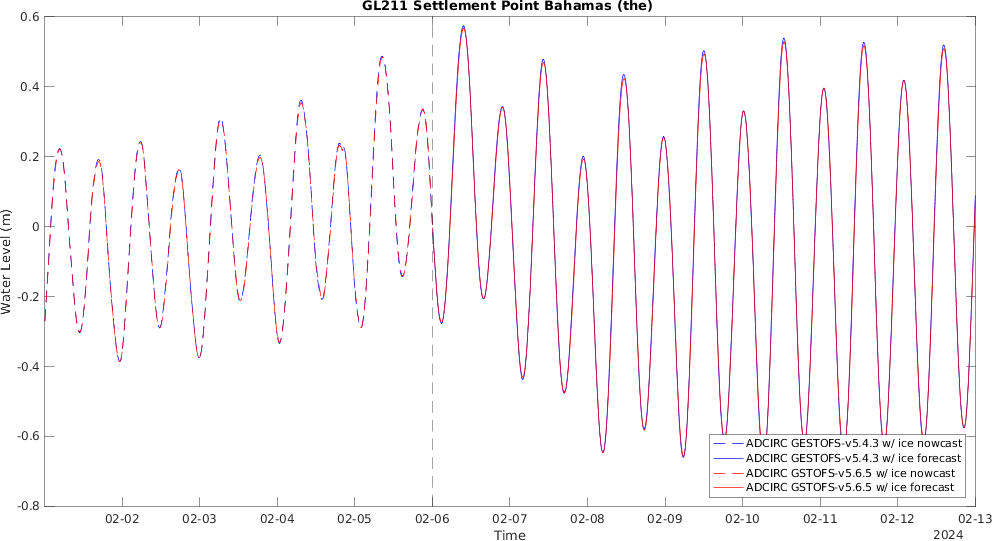 GL211 Settlement Point Bahamas (the)
0.6
0.4
0.2
0
-0.2
-0.4
-0.6
-0.8
Water Level (m)
02-02 02-03 02-04 02-05 02-06 02-07 02-08 02-09 02-10 02-11 02-12 02-13
Time
2024
ADCIRC GESTOFS-v5.4.3 w/ ice nowcast
ADCIRC GESTOFS-v5.4.3 w/ ice forecast
ADCIRC GSTOFS-v5.6.5 w/ ice nowcast
ADCIRC GSTOFS-v5.6.5 w/ ice forecast